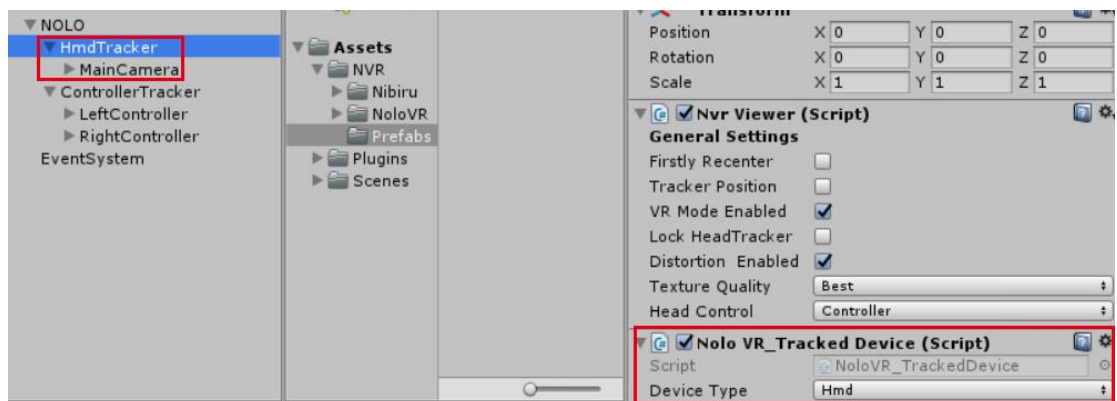 NOLO
HmdTracker
MainCamera
ControllerTracker
LeftController
RightController
EventSystem
Assets
NVR
Nibiru
NoloVR
Prefabs
Plugins
Scenes
Transform
Position X 0 Y 0 Z 0
Rotation X 0 Y 0 Z 0
Scale X 1 Y 1 Z 1
Nvr Viewer (Script)
General Settings
Firstly Recenter
Tracker Position
VR Mode Enabled
Lock HeadTracker
Distortion Enabled
Texture Quality Best
Head Control Controller
Nolo VR_Tracked Device (Script)
Script NoloVR_TrackedDevice
Device Type Hmd